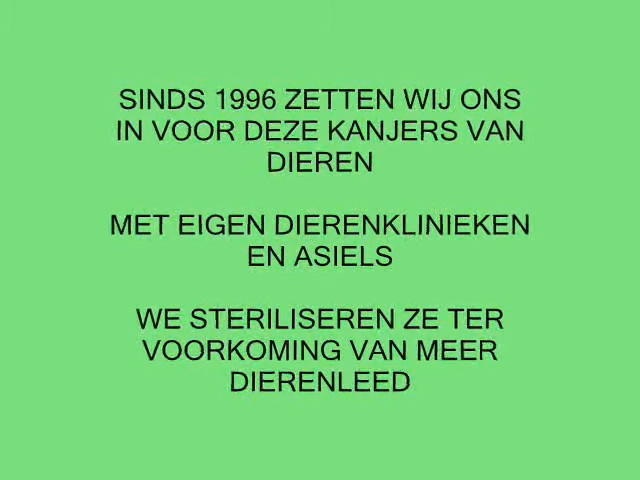 SINDS 1996 ZETTEN WIJ ONS
IN VOOR DEZE KANJERS VAN
DIEREN
MET EIGEN DIERENKLINIEKEN
EN ASIELS
WE STERILISEREN ZE TER
VOORKOMING VAN MEER
DIERENLEED